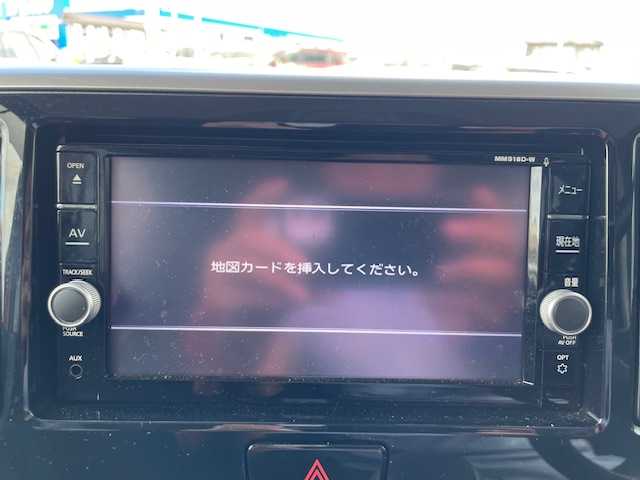 OPEN
MM316D-W
メニュー
AV
現在地
TRACK/SEEK
地図カードを挿入してください。
音量
PUSH
SOURCE
PUSH
AV OFF
AUX
OPT